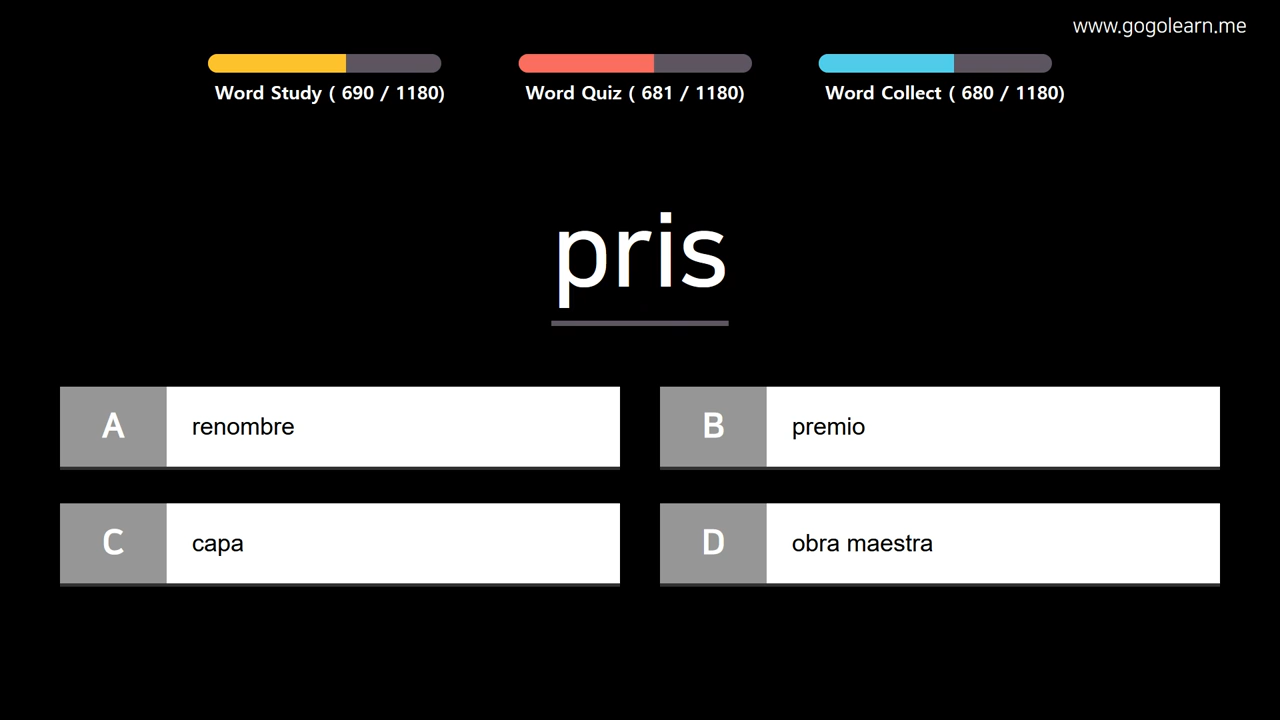 www.gogolearn.me
Word Study ( 690 / 1180)
Word Quiz ( 681 / 1180)
Word Collect ( 680 / 1180)
pris
A renombre
B premio
C capa
D obra maestra